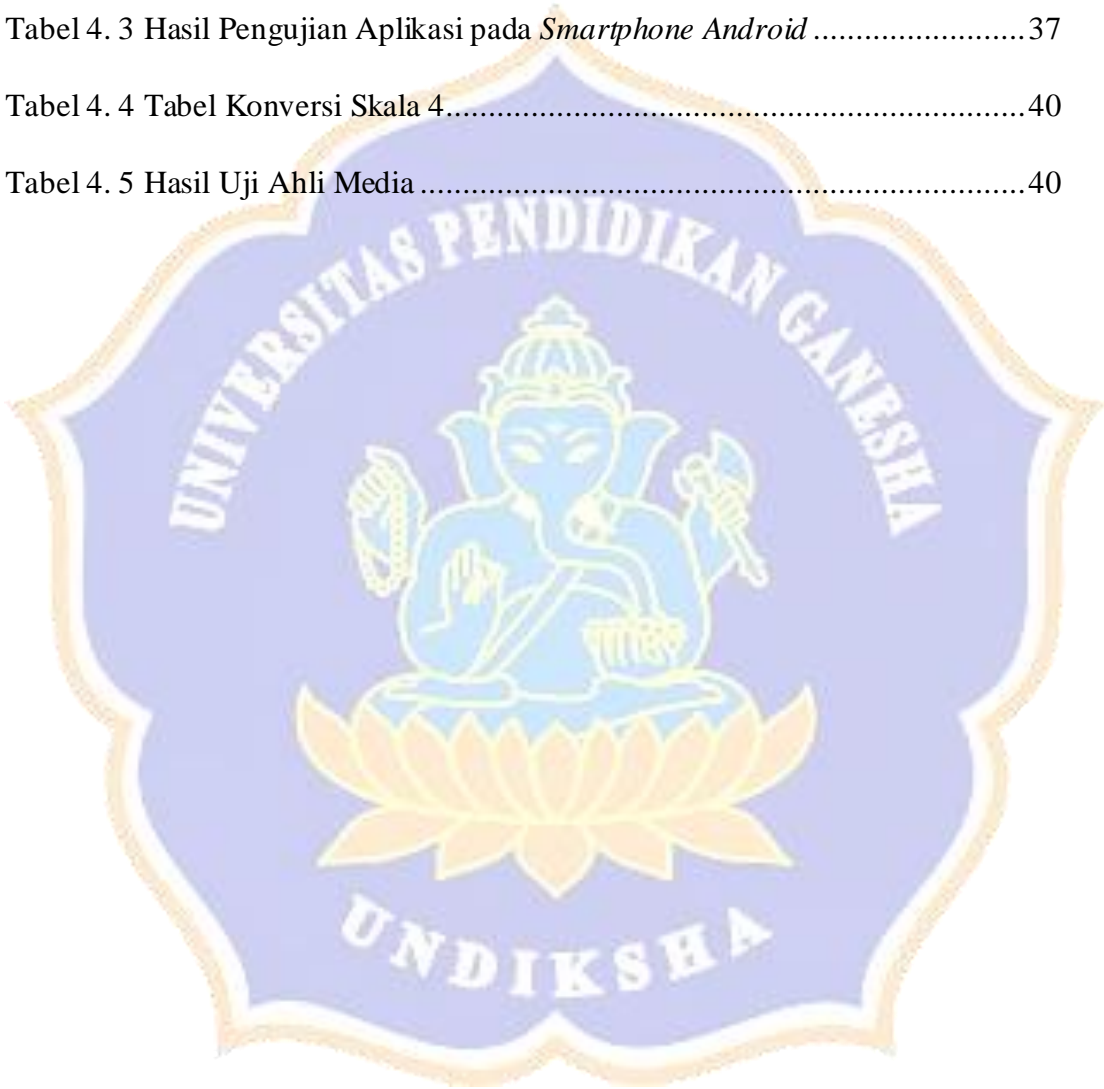 Tabel 4. 3 Hasil Pengujian Aplikasi pada Smartphone Android .........................37
Tabel 4. 4 Tabel Konversi Skala 4....................................................................40
Tabel 4. 5 Hasil Uji Ahli Media .......................................................................40
UNIVERSITAS PENDIDIKAN GANESHA
UNDIKSHA